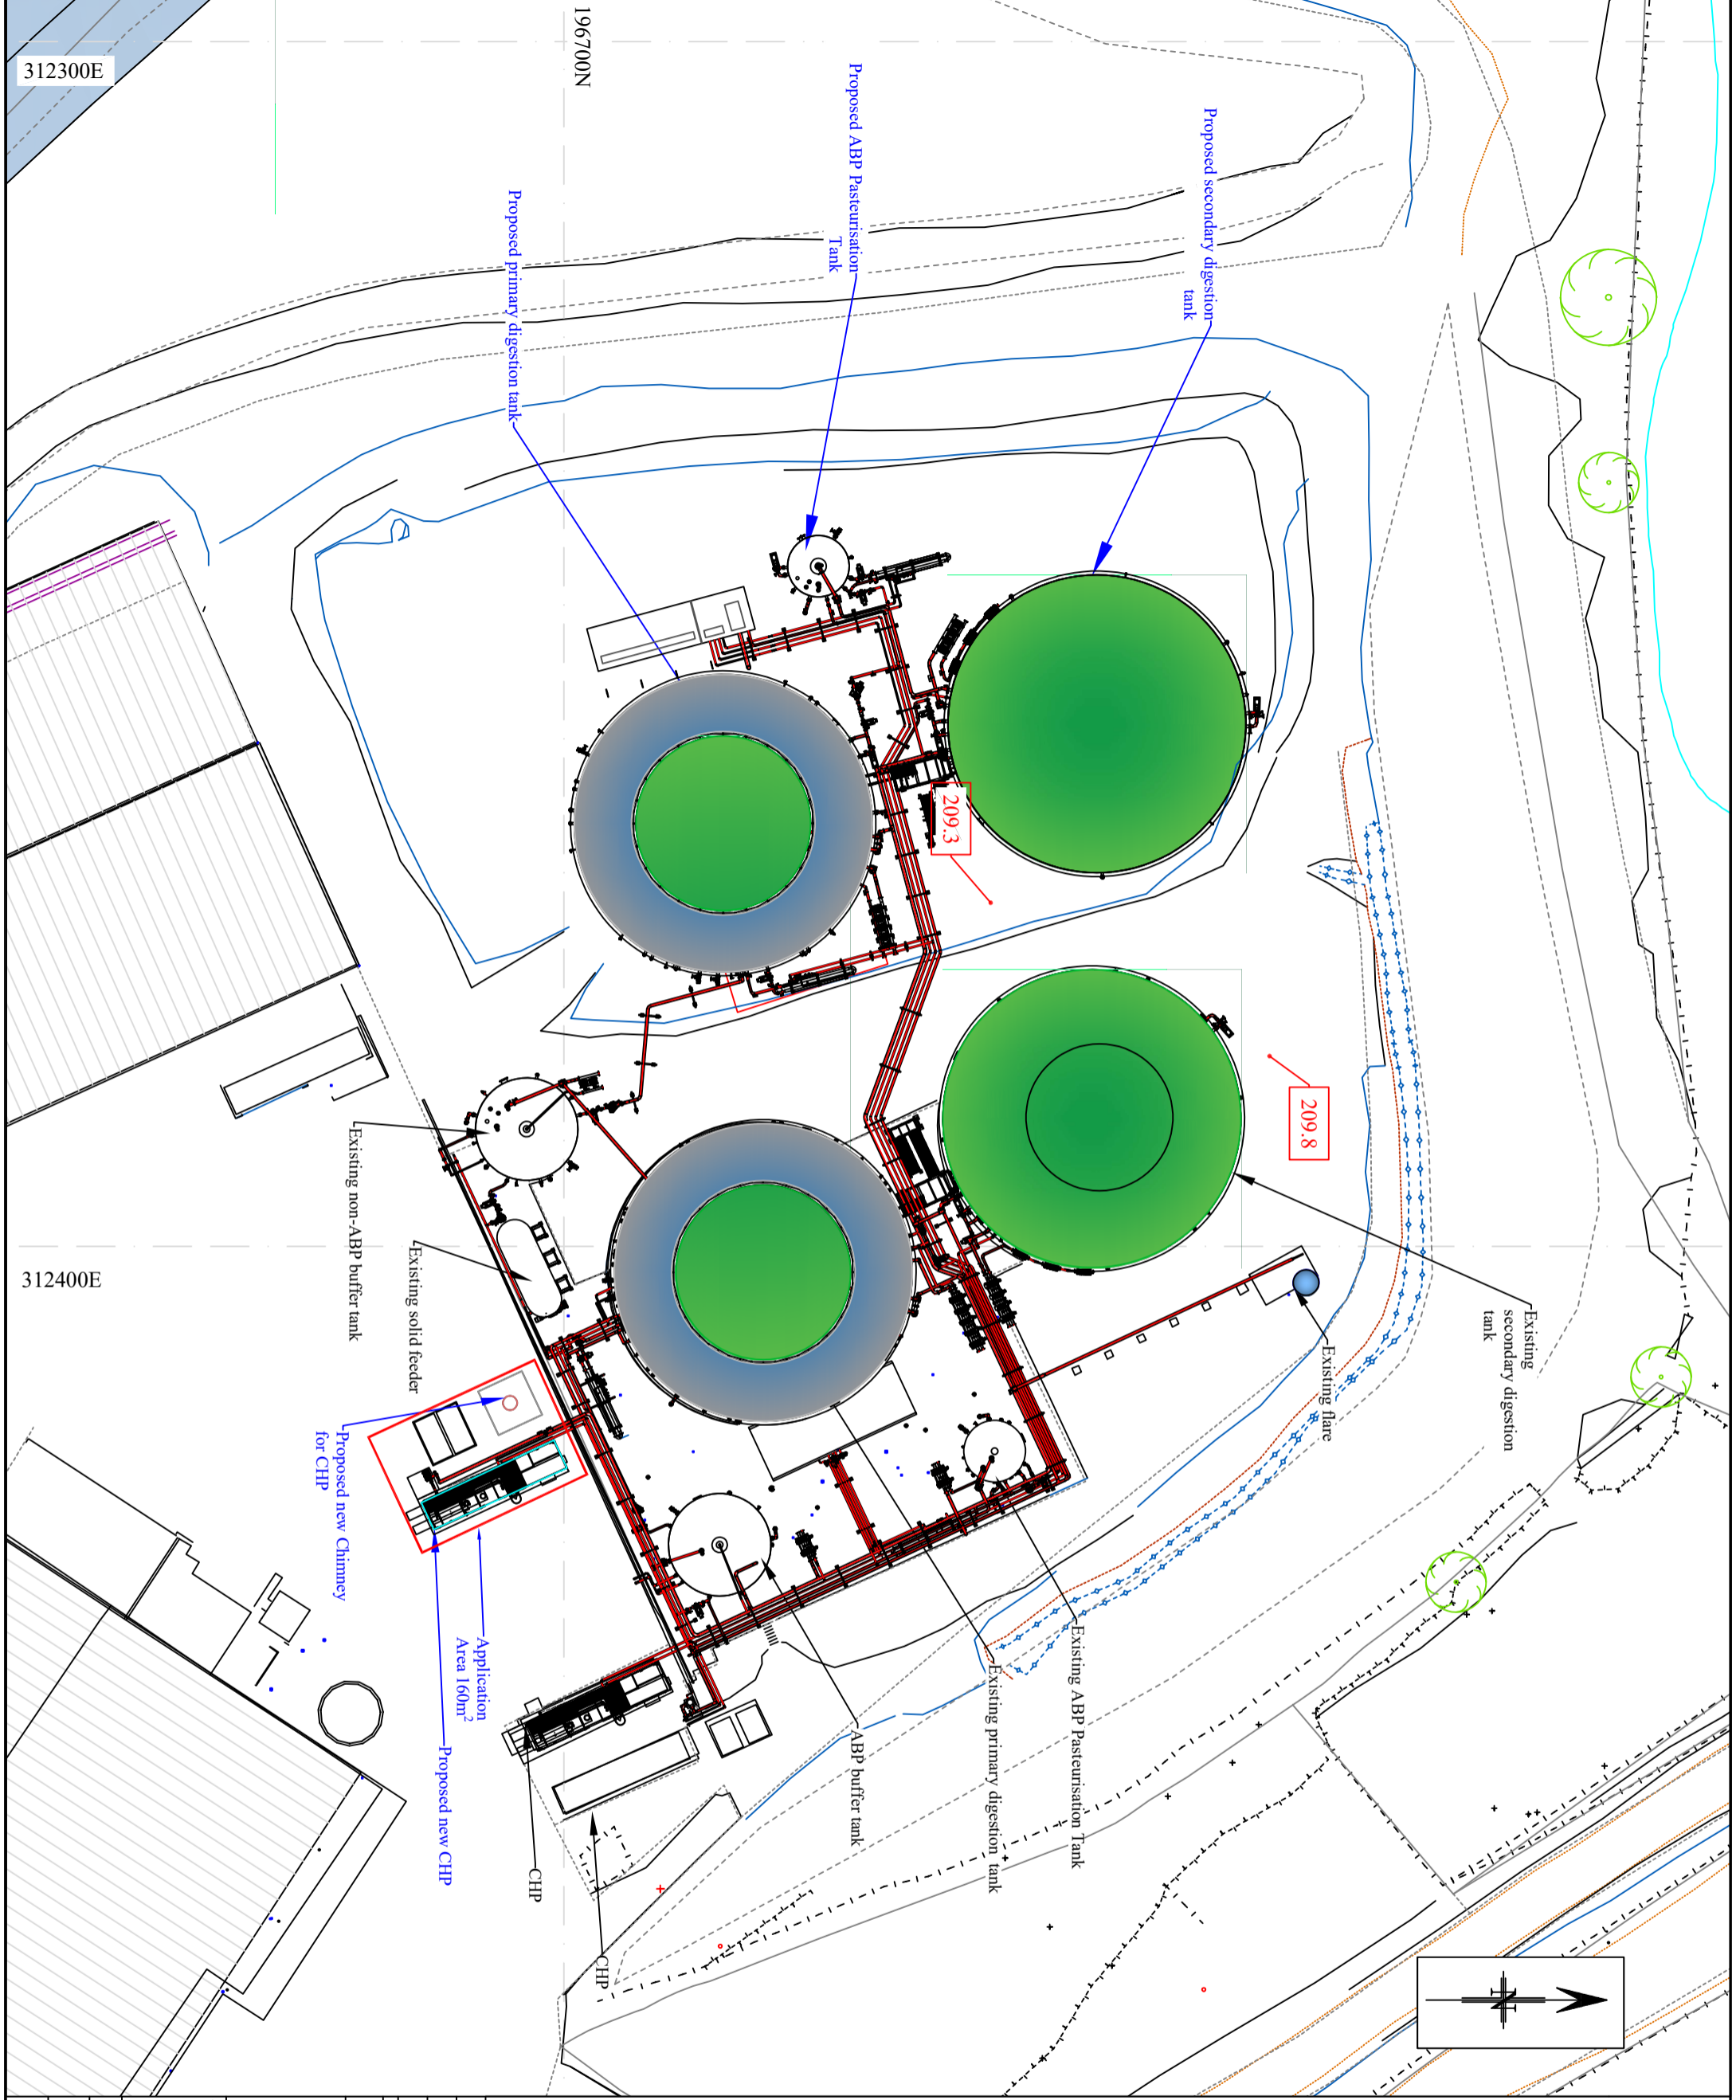 312300E
196700N
Proposed secondary digestion
tank
Proposed ABP Pasteurisation
Tank
Proposed primary digestion tank
209.3
209.8
312400E
Existing
secondary digestion
tank
Existing flare
Existing ABP Pasteurisation Tank
Existing primary digestion tank
ABP buffer tank
CHP
CHP
Proposed new CHP
Application
Area 160m²
Proposed new Chimney
for CHP
Existing solid feeder
Existing non-ABP buffer tank
N